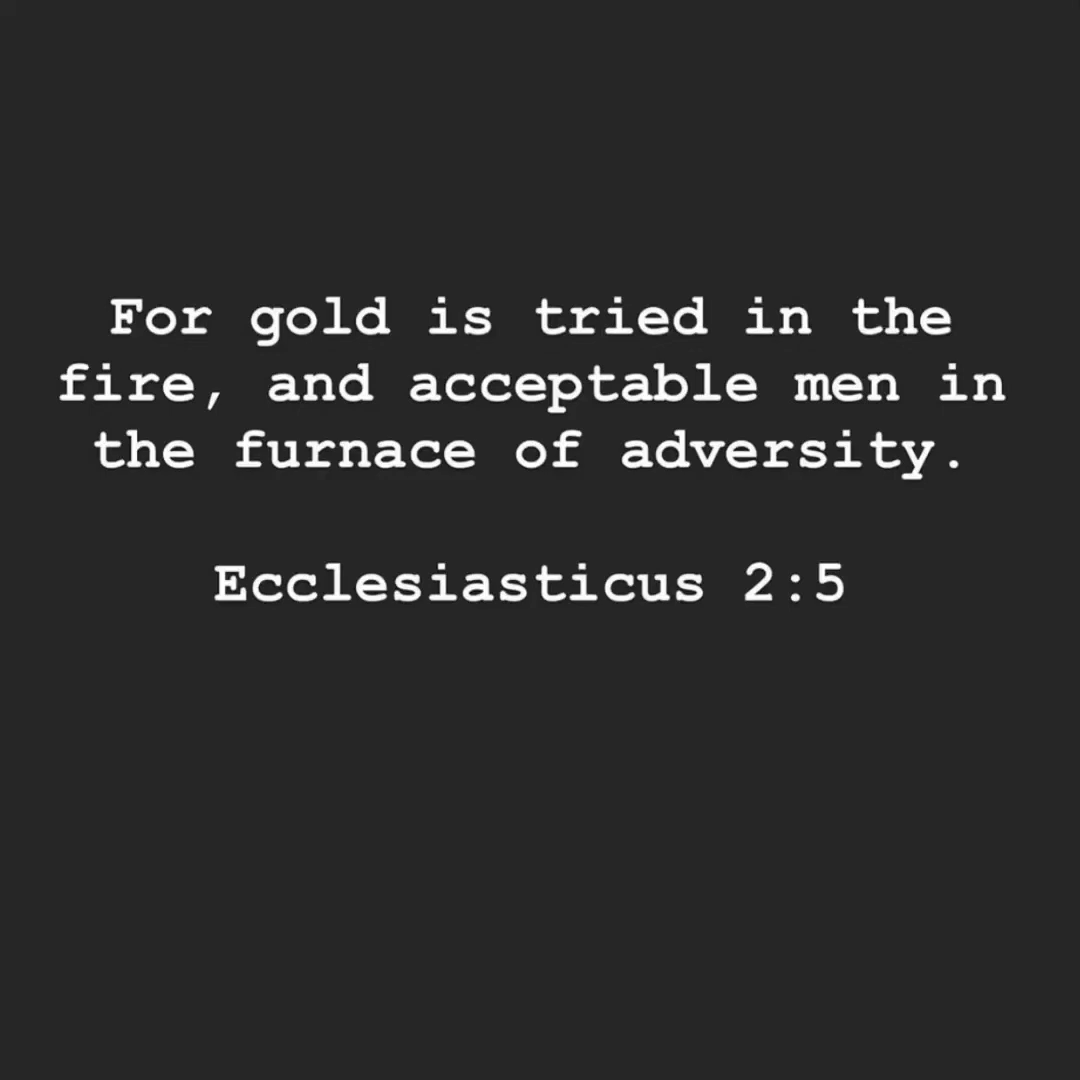 For gold is tried in the
fire, and acceptable men in
the furnace of adversity.
Ecclesiasticus 2:5